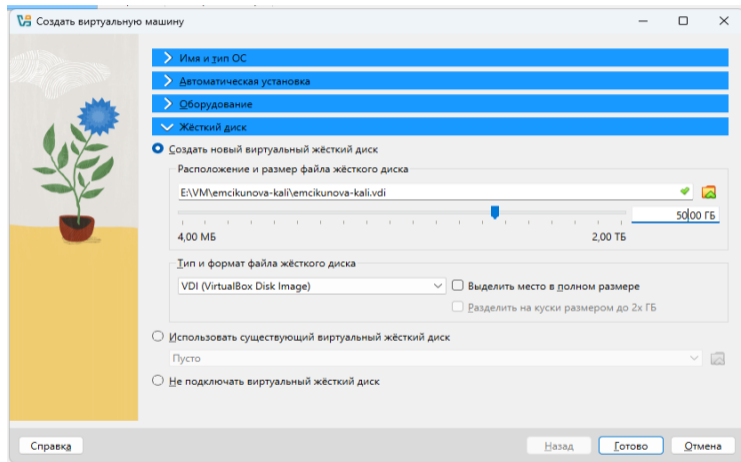 Создать виртуальную машину
Имя и тип ОС
Автоматическая установка
Оборудование
Жёсткий диск
Создать новый виртуальный жёсткий диск
Расположение и размер файла жёсткого диска
E:\VM\emcikunova-kali\emcikunova-kali.vdi
50,00 ГБ
4,00 МБ 2,00 ТБ
Тип и формат файла жёсткого диска
VDI (VirtualBox Disk Image) Выделить место в полном размере
Разделить на куски размером до 2х ГБ
Использовать существующий виртуальный жёсткий диск
Пусто
Не подключать виртуальный жёсткий диск
Справка Назад Готово Отмена